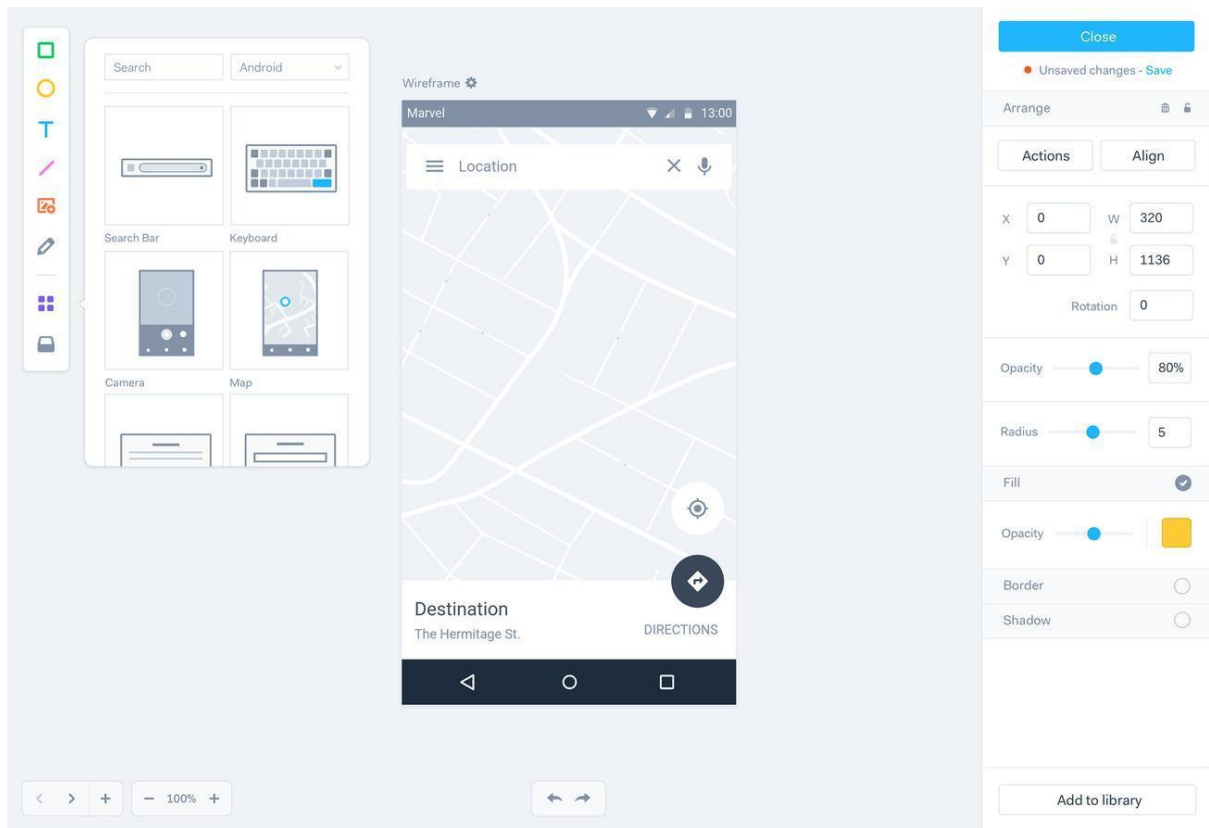 Search
Android
Search Bar
Keyboard
Camera
Map
Wireframe
Marvel
13:00
Location
Destination
The Hermitage St.
DIRECTIONS
Close
Unsaved changes - Save
Arrange
Actions
Align
X 0 W 320
Y 0 H 1136
Rotation 0
Opacity 80%
Radius 5
Fill
Opacity
Border
Shadow
Add to library
100%